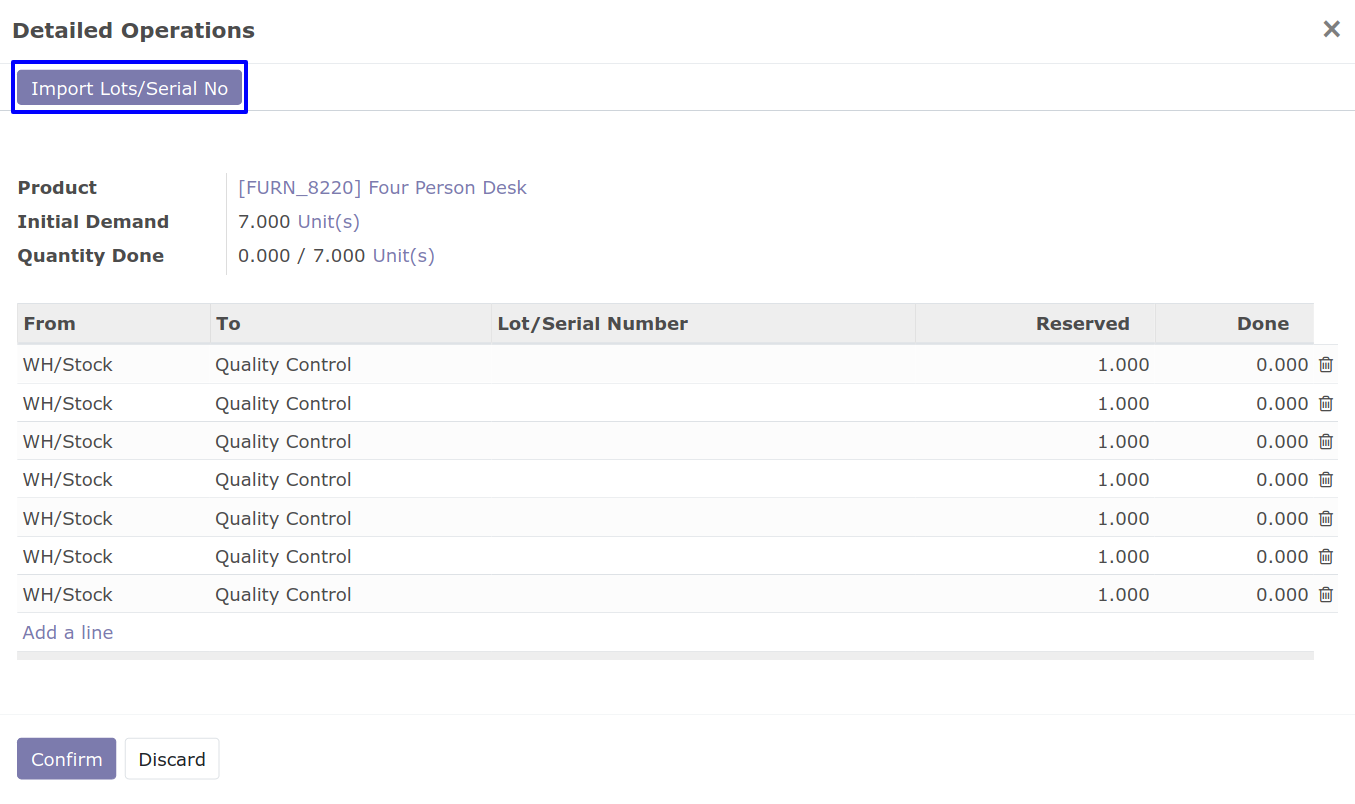 Detailed Operations
Import Lots/Serial No
Product [FURN_8220] Four Person Desk
Initial Demand 7.000 Unit(s)
Quantity Done 0.000 / 7.000 Unit(s)
From To Lot/Serial Number Reserved Done
WH/Stock Quality Control 1.000 0.000
WH/Stock Quality Control 1.000 0.000
WH/Stock Quality Control 1.000 0.000
WH/Stock Quality Control 1.000 0.000
WH/Stock Quality Control 1.000 0.000
WH/Stock Quality Control 1.000 0.000
WH/Stock Quality Control 1.000 0.000
Add a line
Confirm Discard